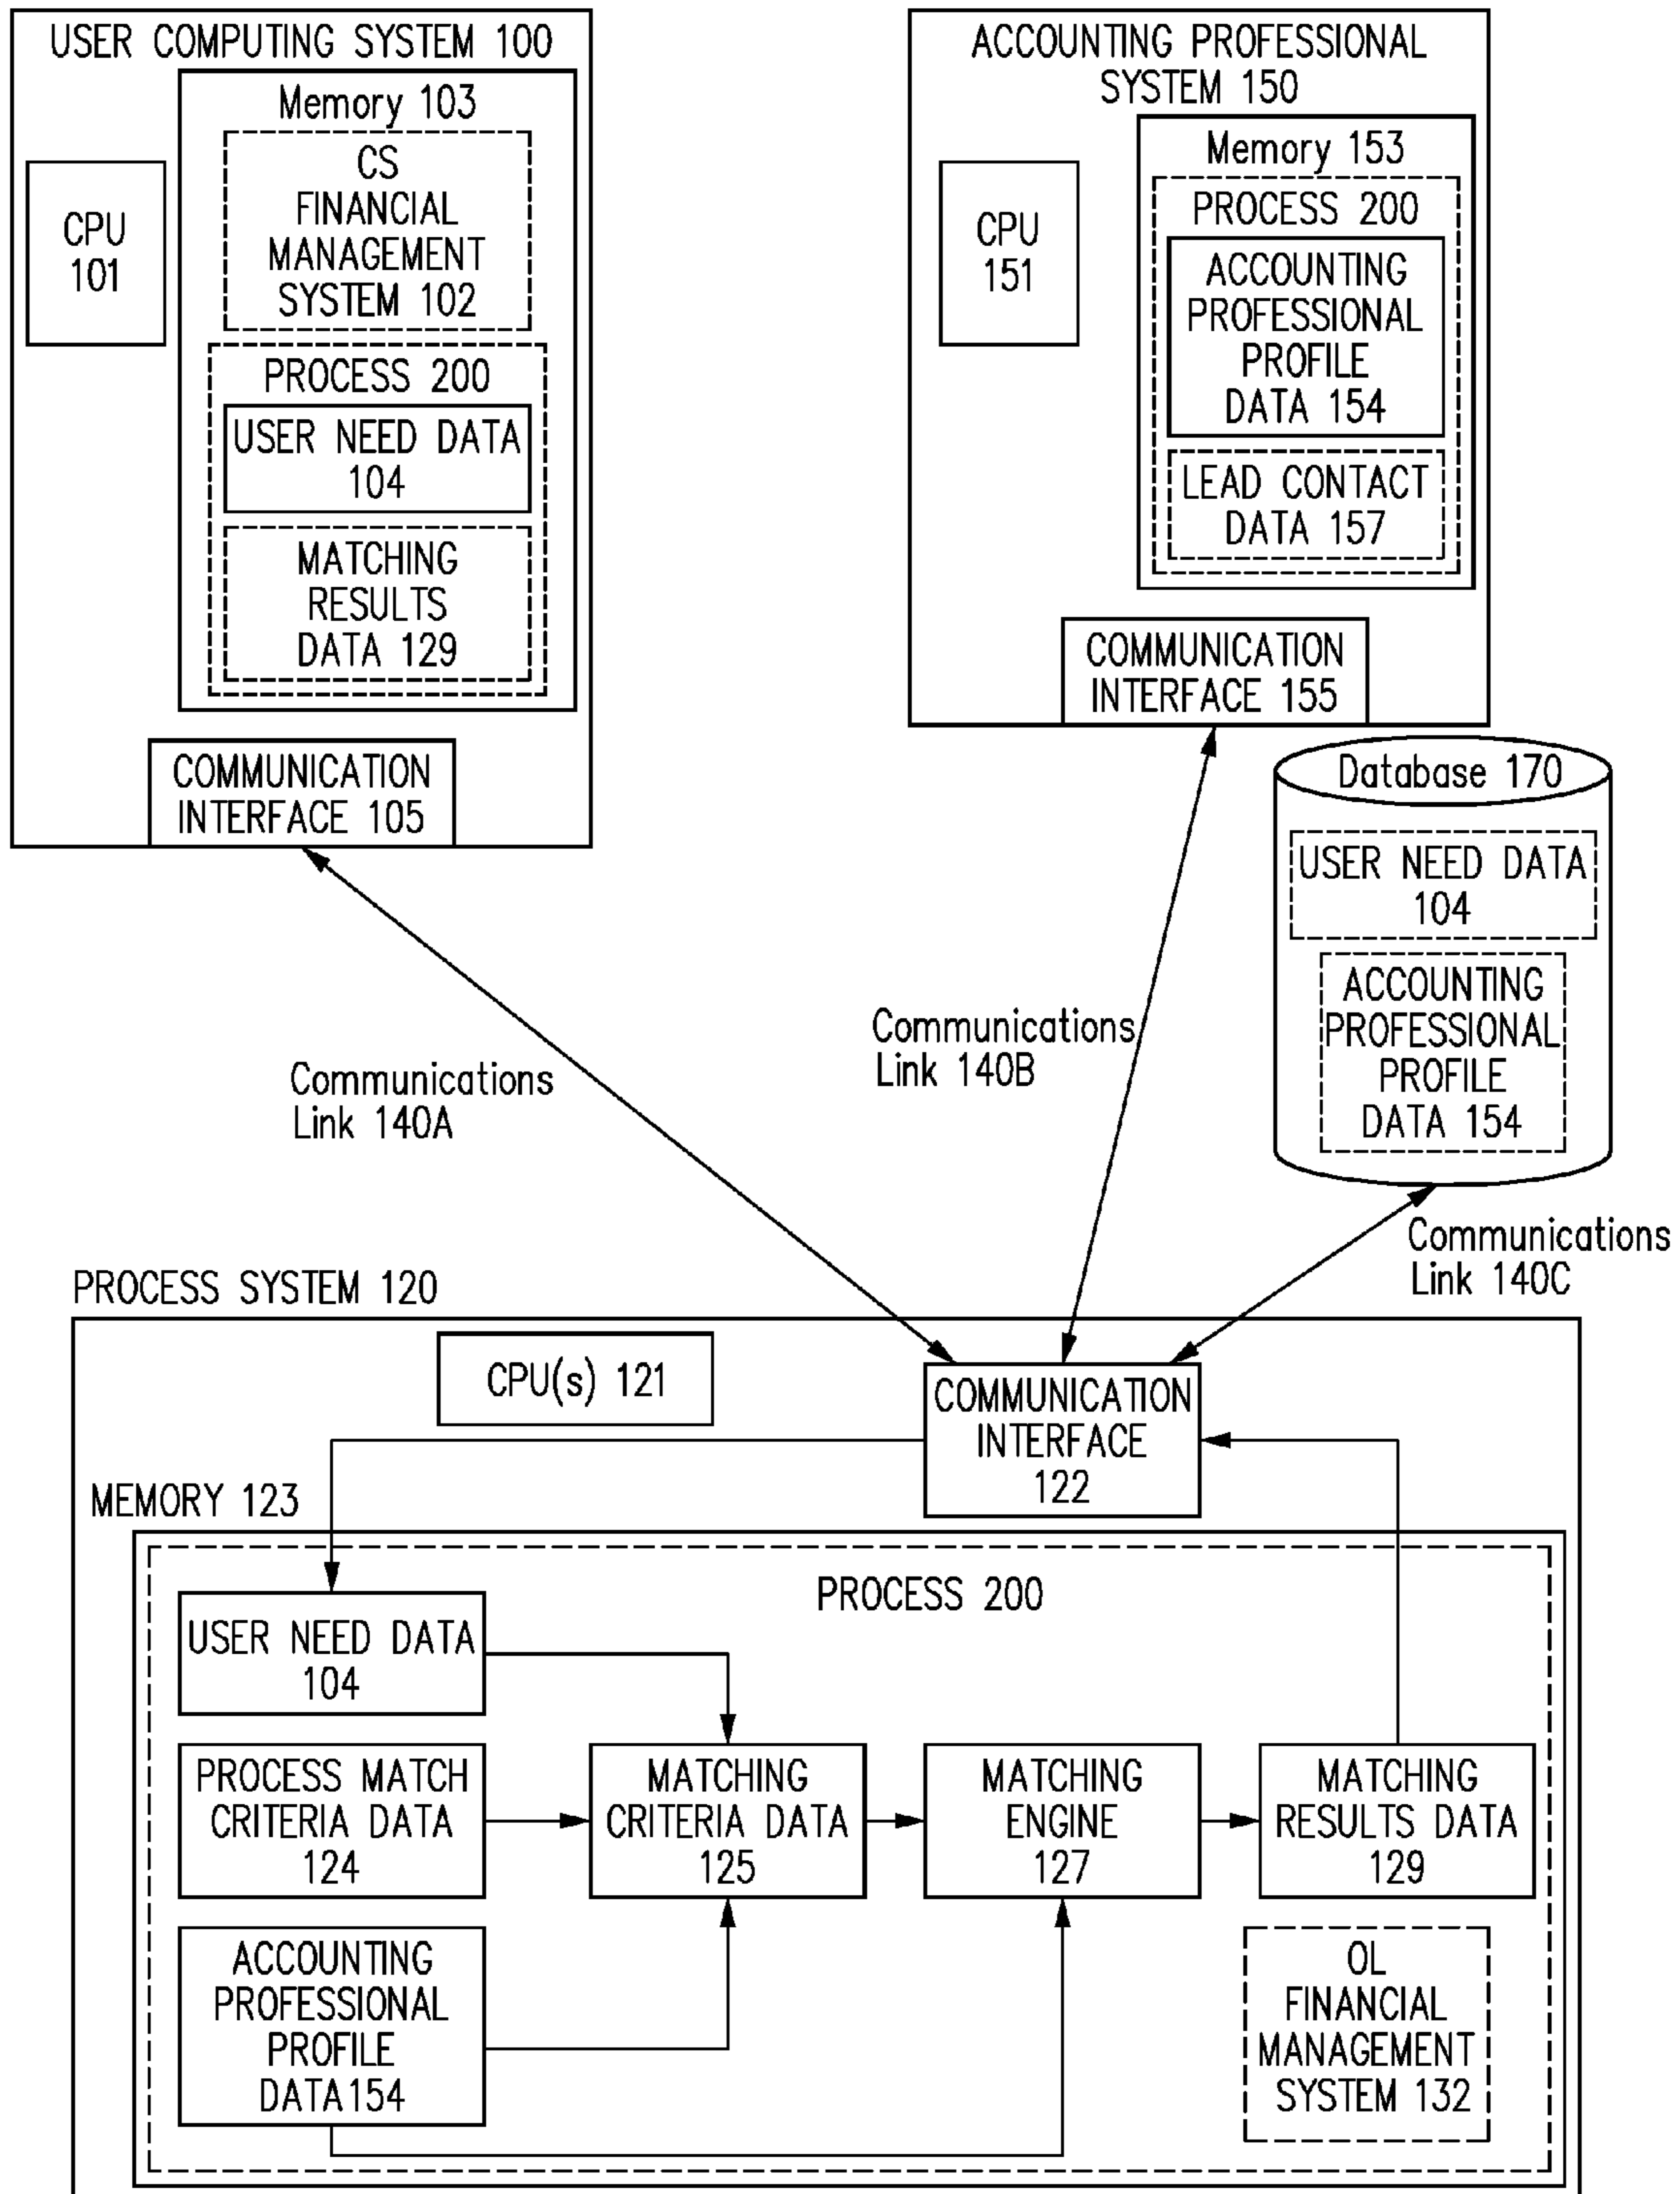 USER COMPUTING SYSTEM 100
Memory 103
CS
FINANCIAL
MANAGEMENT
SYSTEM 102
CPU
101
PROCESS 200
USER NEED DATA
104
MATCHING
RESULTS
DATA 129
COMMUNICATION
INTERFACE 105
ACCOUNTING PROFESSIONAL
SYSTEM 150
Memory 153
CPU
151
PROCESS 200
ACCOUNTING
PROFESSIONAL
PROFILE
DATA 154
LEAD CONTACT
DATA 157
COMMUNICATION
INTERFACE 155
Database 170
USER NEED DATA
104
ACCOUNTING
PROFESSIONAL
PROFILE
DATA 154
Communications
Link 140A
Communications
Link 140B
Communications
Link 140C
PROCESS SYSTEM 120
CPU(s) 121
COMMUNICATION
INTERFACE
122
MEMORY 123
PROCESS 200
USER NEED DATA
104
PROCESS MATCH
CRITERIA DATA
124
MATCHING
CRITERIA DATA
125
MATCHING
ENGINE
127
MATCHING
RESULTS DATA
129
ACCOUNTING
PROFESSIONAL
PROFILE
DATA154
OL
FINANCIAL
MANAGEMENT
SYSTEM 132